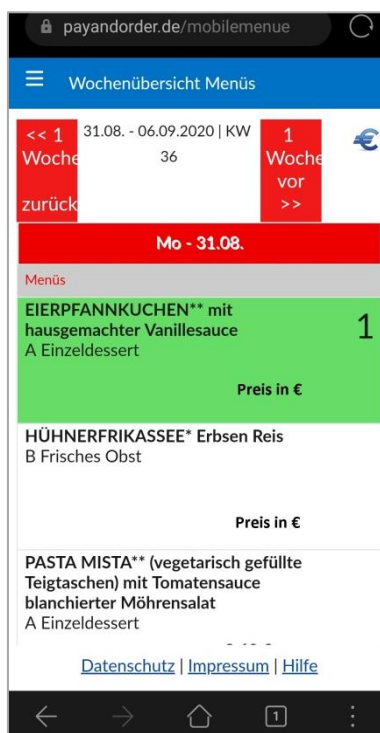 payandorder.de/mobilemenue
Wochenübersicht Menüs
<< 1 Woche zurück
31.08. - 06.09.2020 | KW
36
1 Woche vor >>
€
Mo - 31.08.
Menüs
EIERPFANNKUCHEN** mit
hausgemachter Vanillesauce
1
A Einzeldessert
Preis in €
HÜHNERFRIKASSEE* Erbsen Reis
B Frisches Obst
Preis in €
PASTA MISTA** (vegetarisch gefüllte
Teigtaschen) mit Tomatensauce
blanchierter Möhrensalat
A Einzeldessert
Datenschutz | Impressum | Hilfe
1